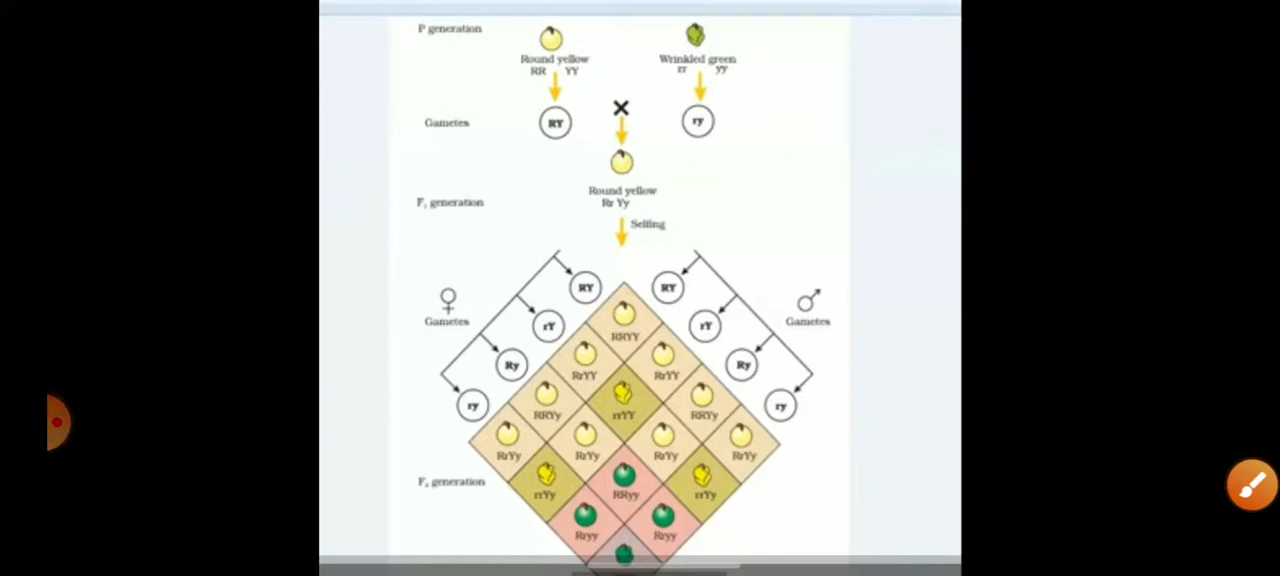 P generation
Round yellow
RR YY
Wrinkled green
rr yy
Gametes
RY
ry
Round yellow
F₁ generation
Rr Yy
Selfing
RY
RY
Gametes
rY
rY
Gametes
Ry
Ry
ry
ry
RRYY
RrYY
RrYY
RRYy
rrYY
RRYy
RrYy
RrYy
RrYy
RrYy
F₂ generation
rrYy
RRyy
rrYy
Rryy
Rryy